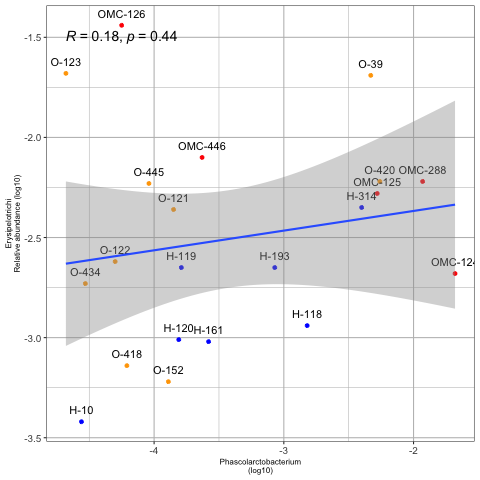 OMC-126
-1.5
R = 0.18, p = 0.44
O-123
O-39
-2.0
OMC-446
O-445
O-420 OMC-288
OMC-125
O-121
H-314
Erysipelotrichi
Relative abundance (log10)
-2.5
O-122
H-119
H-193
O-434
OMC-124
-3.0
H-118
H-120 H-161
O-418
O-152
H-10
-3.5
-4
-3
-2
Phascolarctobacterium
(log10)